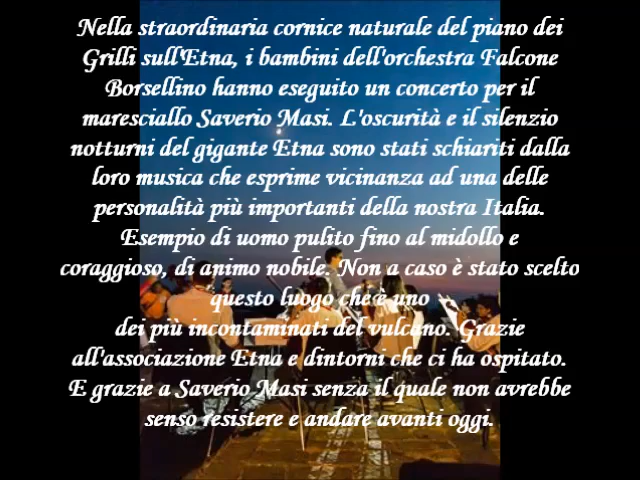 Nella straordinaria cornice naturale del piano dei
Grilli sull'Etna, i bambini dell'orchestra Falcone
Borsellino hanno eseguito un concerto per il
maresciallo Saverio Masi. L'oscurità e il silenzio
notturni del gigante Etna sono stati schiariti dalla
loro musica che esprime vicinanza ad una delle
personalità più importanti della nostra Italia.
Esempio di uomo pulito fino al midollo e
coraggioso, di animo nobile. Non a caso è stato scelto
questo luogo che è uno
dei più incontaminati del vulcano. Grazie
all'associazione Etna e dintorni che ci ha ospitato.
E grazie a Saverio Masi senza il quale non avrebbe
senso resistere e andare avanti oggi.